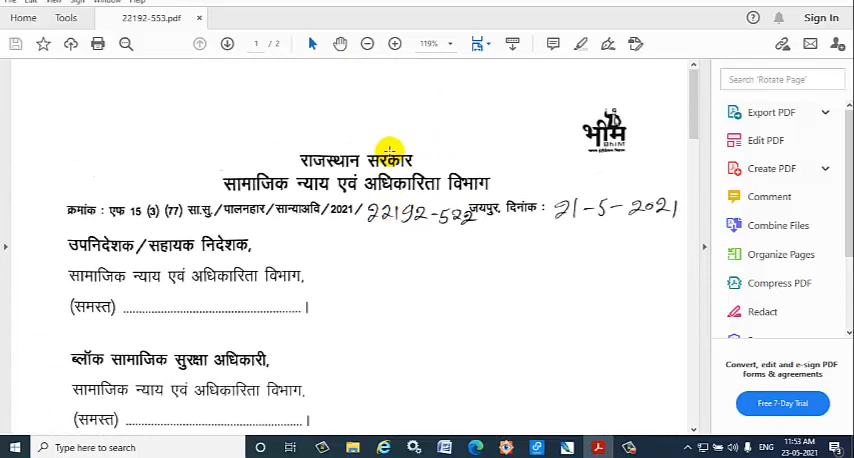 Home Tools 22192-553.pdf × Sign In
1 / 2 119%
Search 'Rotate Page'
Export PDF
Edit PDF
Create PDF
Comment
Combine Files
Organize Pages
Compress PDF
Redact
Convert, edit and e-sign PDF
forms & agreements
Free 7-Day Trial
भीम
BHIM
राजस्थान सरकार
सामाजिक न्याय एवं अधिकारिता विभाग
क्रमांक: एफ 15 (3) (77) सा.सु./पालनहार/सान्याअवि/2021/ 22192-522 जयपुर, दिनांक : 21-5-2021
उपनिदेशक/सहायक निदेशक,
सामाजिक न्याय एवं अधिकारिता विभाग,
(समस्त) ............................................................ ।
ब्लॉक सामाजिक सुरक्षा अधिकारी,
सामाजिक न्याय एवं अधिकारिता विभाग,
(समस्त) ............................................................ ।
Type here to search
ENG
11:53 AM
23-05-2021
3